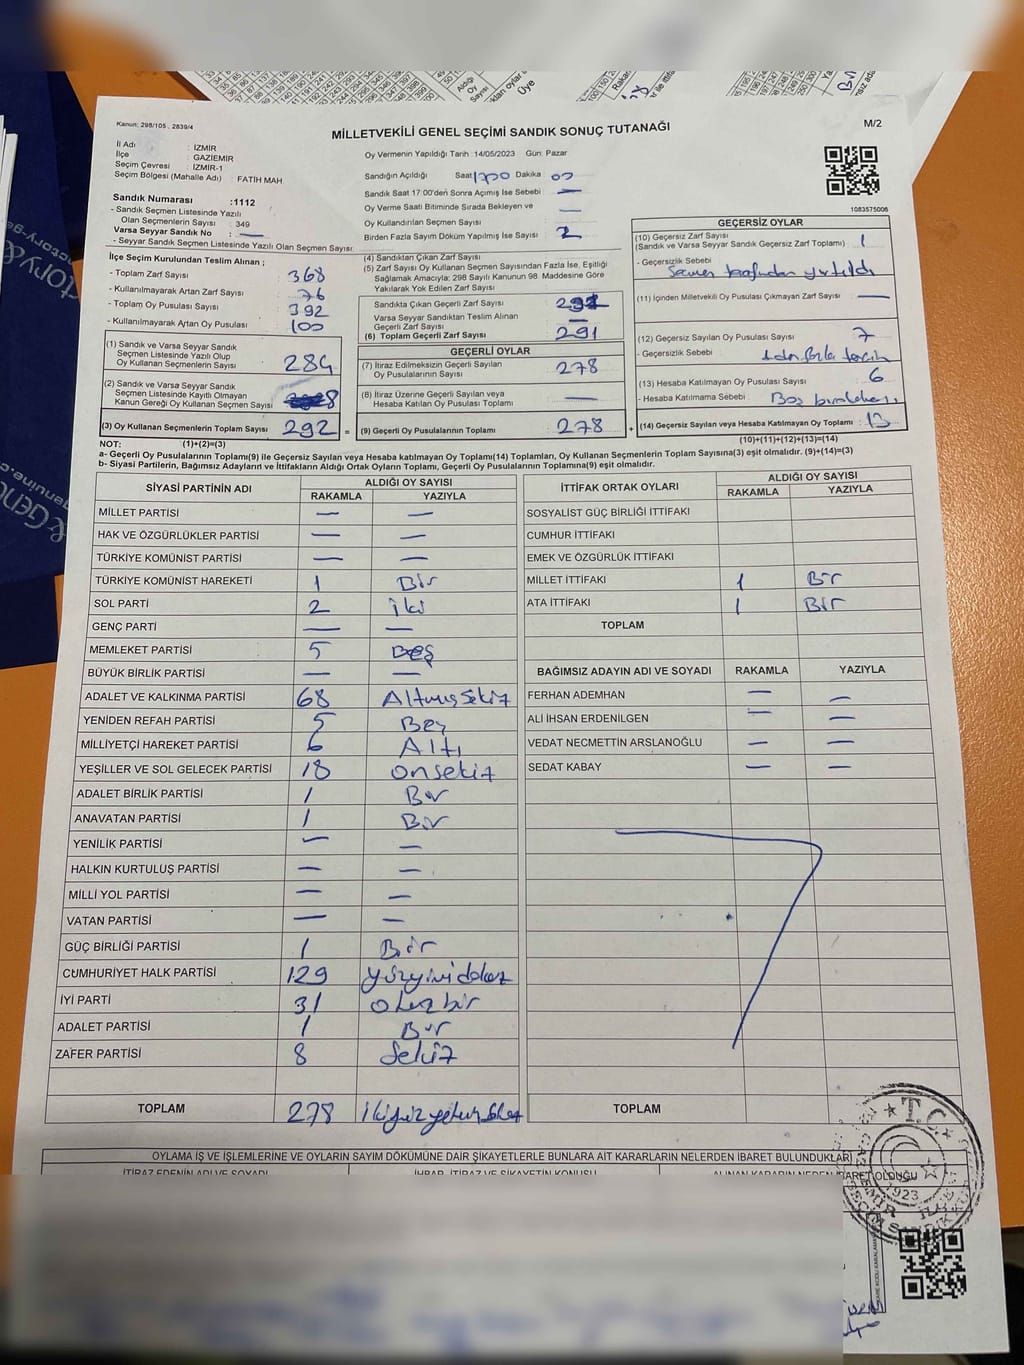 Kanun: 298/105 , 2839/4
MİLLETVEKİLİ GENEL SEÇİMİ SANDIK SONUÇ TUTANAĞI
M/2
İl Adı : İZMİR
İlçe : GAZİEMİR
Seçim Çevresi : İZMİR-1
Seçim Bölgesi (Mahalle Adı) : FATİH MAH
Sandık Numarası :1112
- Sandık Seçmen Listesinde Yazılı
Olan Seçmenlerin Sayısı : 349
Varsa Seyyar Sandık No : —
- Seyyar Sandık Seçmen Listesinde Yazılı Olan Seçmen Sayısı
Oy Vermenin Yapıldığı Tarih :14/05/2023 Gün: Pazar
Sandığın Açıldığı Saat 1700 Dakika 00
Sandık Saat 17:00'den Sonra Açımış İse Sebebi —
Oy Verme Saati Bitiminde Sırada Bekleyen ve
Oy Kullandırılan Seçmen Sayısı —
Birden Fazla Sayım Döküm Yapılmış İse Sayısı 2
1083575006
İlçe Seçim Kurulundan Teslim Alınan ;
- Toplam Zarf Sayısı 368
- Kullanılmayarak Artan Zarf Sayısı 76
- Toplam Oy Pusulası Sayısı 392
- Kullanılmayarak Artan Oy Pusulası 100
(1) Sandık ve Varsa Seyyar Sandık
Seçmen Listesinde Yazılı Olup
Oy Kullanan Seçmenlerin Sayısı 284
(2) Sandık ve Varsa Seyyar Sandık
Seçmen Listesinde Kayıtlı Olmayan
Kanun Gereği Oy Kullanan Seçmen Sayısı 8
(3) Oy Kullanan Seçmenlerin Toplam Sayısı 292 =
(4) Sandıktan Çıkan Zarf Sayısı
(5) Zarf Sayısı Oy Kullanan Seçmen Sayısından Fazla İse, Eşitliği
Sağlamak Amacıyla; 298 Sayılı Kanunun 98. Maddesine Göre
Yakılarak Yok Edilen Zarf Sayısı
Sandıkta Çıkan Geçerli Zarf Sayısı
Varsa Seyyar Sandıktan Teslim Alınan
Geçerli Zarf Sayısı —
(6) Toplam Geçerli Zarf Sayısı 291
GEÇERLİ OYLAR
(7) İtiraz Edilmeksizin Geçerli Sayılan
Oy Pusulalarının Sayısı 278
(8) İtiraz Üzerine Geçerli Sayılan veya
Hesaba Katılan Oy Pusulası Sayısı —
(9) Geçerli Oy Pusulalarının Toplamı 278 +
GEÇERSİZ OYLAR
(10) Geçersiz Zarf Sayısı
(Sandık ve Varsa Seyyar Sandık Geçersiz Zarf Toplamı) 1
- Geçersizlik Sebebi
Seçmen tarafından yırtıldı
(11) İçinden Milletvekili Oy Pusulası Çıkmayan Zarf Sayısı —
(12) Geçersiz Sayılan Oy Pusulası Sayısı 7
- Geçersizlik Sebebi 1 den fazla tercih
(13) Hesaba Katılmayan Oy Pusulası Sayısı 6
- Hesaba Katılmama Sebebi Boş
(14) Geçersiz Sayılan veya Hesaba Katılmayan Oy Toplamı : 13
NOT: (1)+(2)=(3) (10)+(11)+(12)+(13)=(14)
a- Geçerli Oy Pusulalarının Toplamı(9) ile Geçersiz Sayılan veya Hesaba katılmayan Oy Toplamı(14) Toplamları, Oy Kullanan Seçmenlerin Toplam Sayısına(3) eşit olmalıdır. (9)+(14)=(3)
b- Siyasi Partilerin, Bağımsız Adayların ve İttifakların Aldığı Ortak Oyların Toplamı, Geçerli Oy Pusulalarının Toplamına(9) eşit olmalıdır.
SİYASİ PARTİNİN ADI ALDIĞI OY SAYISI
RAKAMLA YAZIYLA
MİLLET PARTİSİ — —
HAK VE ÖZGÜRLÜKLER PARTİSİ — —
TÜRKİYE KOMÜNİST PARTİSİ — —
TÜRKİYE KOMÜNİST HAREKETİ 1 Bir
SOL PARTİ 2 iki
GENÇ PARTİ — —
MEMLEKET PARTİSİ 5 Beş
BÜYÜK BİRLİK PARTİSİ — —
ADALET VE KALKINMA PARTİSİ 68 Altmışsekiz
YENİDEN REFAH PARTİSİ 5 Beş
MİLLİYETÇİ HAREKET PARTİSİ 6 Altı
YEŞİLLER VE SOL GELECEK PARTİSİ 18 onsekiz
ADALET BİRLİK PARTİSİ 1 Bir
ANAVATAN PARTİSİ 1 Bir
YENİLİK PARTİSİ — —
HALKIN KURTULUŞ PARTİSİ — —
MİLLİ YOL PARTİSİ — —
VATAN PARTİSİ — —
GÜÇ BİRLİĞİ PARTİSİ 1 Bir
CUMHURİYET HALK PARTİSİ 129 yüzyirmidokuz
İYİ PARTİ 31 otuzbir
ADALET PARTİSİ 1 Bir
ZAFER PARTİSİ 8 Sekiz
TOPLAM 278 ikiyüzyetmişsekiz
İTTİFAK ORTAK OYLARI ALDIĞI OY SAYISI
RAKAMLA YAZIYLA
SOSYALİST GÜÇ BİRLİĞİ İTTİFAKI
CUMHUR İTTİFAKI
EMEK VE ÖZGÜRLÜK İTTİFAKI
MİLLET İTTİFAKI 1 Bir
ATA İTTİFAKI 1 Bir
TOPLAM
BAĞIMSIZ ADAYIN ADI VE SOYADI RAKAMLA YAZIYLA
FERHAN ADEMHAN — —
ALİ İHSAN ERDENİLGEN — —
VEDAT NECMETTİN ARSLANOĞLU — —
SEDAT KABAY — —
TOPLAM
OYLAMA İŞ VE İŞLEMLERİNE VE OYLARIN SAYIM DÖKÜMÜNE DAİR ŞİKAYETLERLE BUNLARA AİT KARARLARIN NELERDEN İBARET BULUNDUKLARI
İTİRAZ EDENİN ADI VE SOYADI İHBAR, İTİRAZ VE ŞİKAYETİN KONUSU ALINAN KARARIN NEDEN İBARET OLDUĞU
T.C.
1923